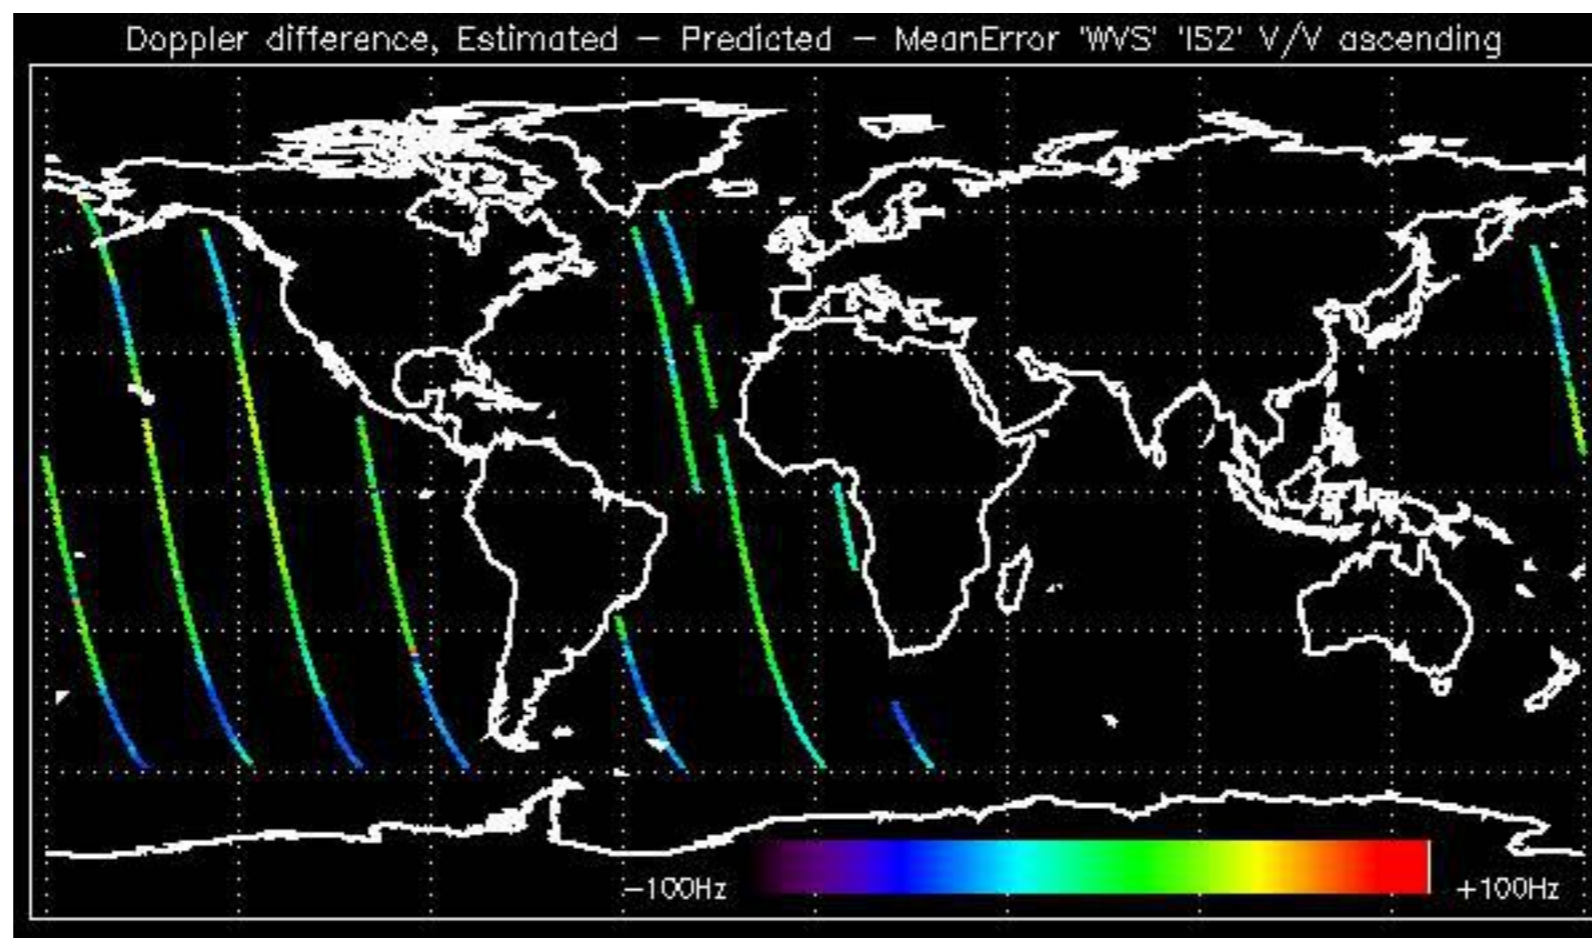 Doppler difference, Estimated – Predicted – MeanError 'WVS' 'IS2' V/V ascending
–100Hz +100Hz